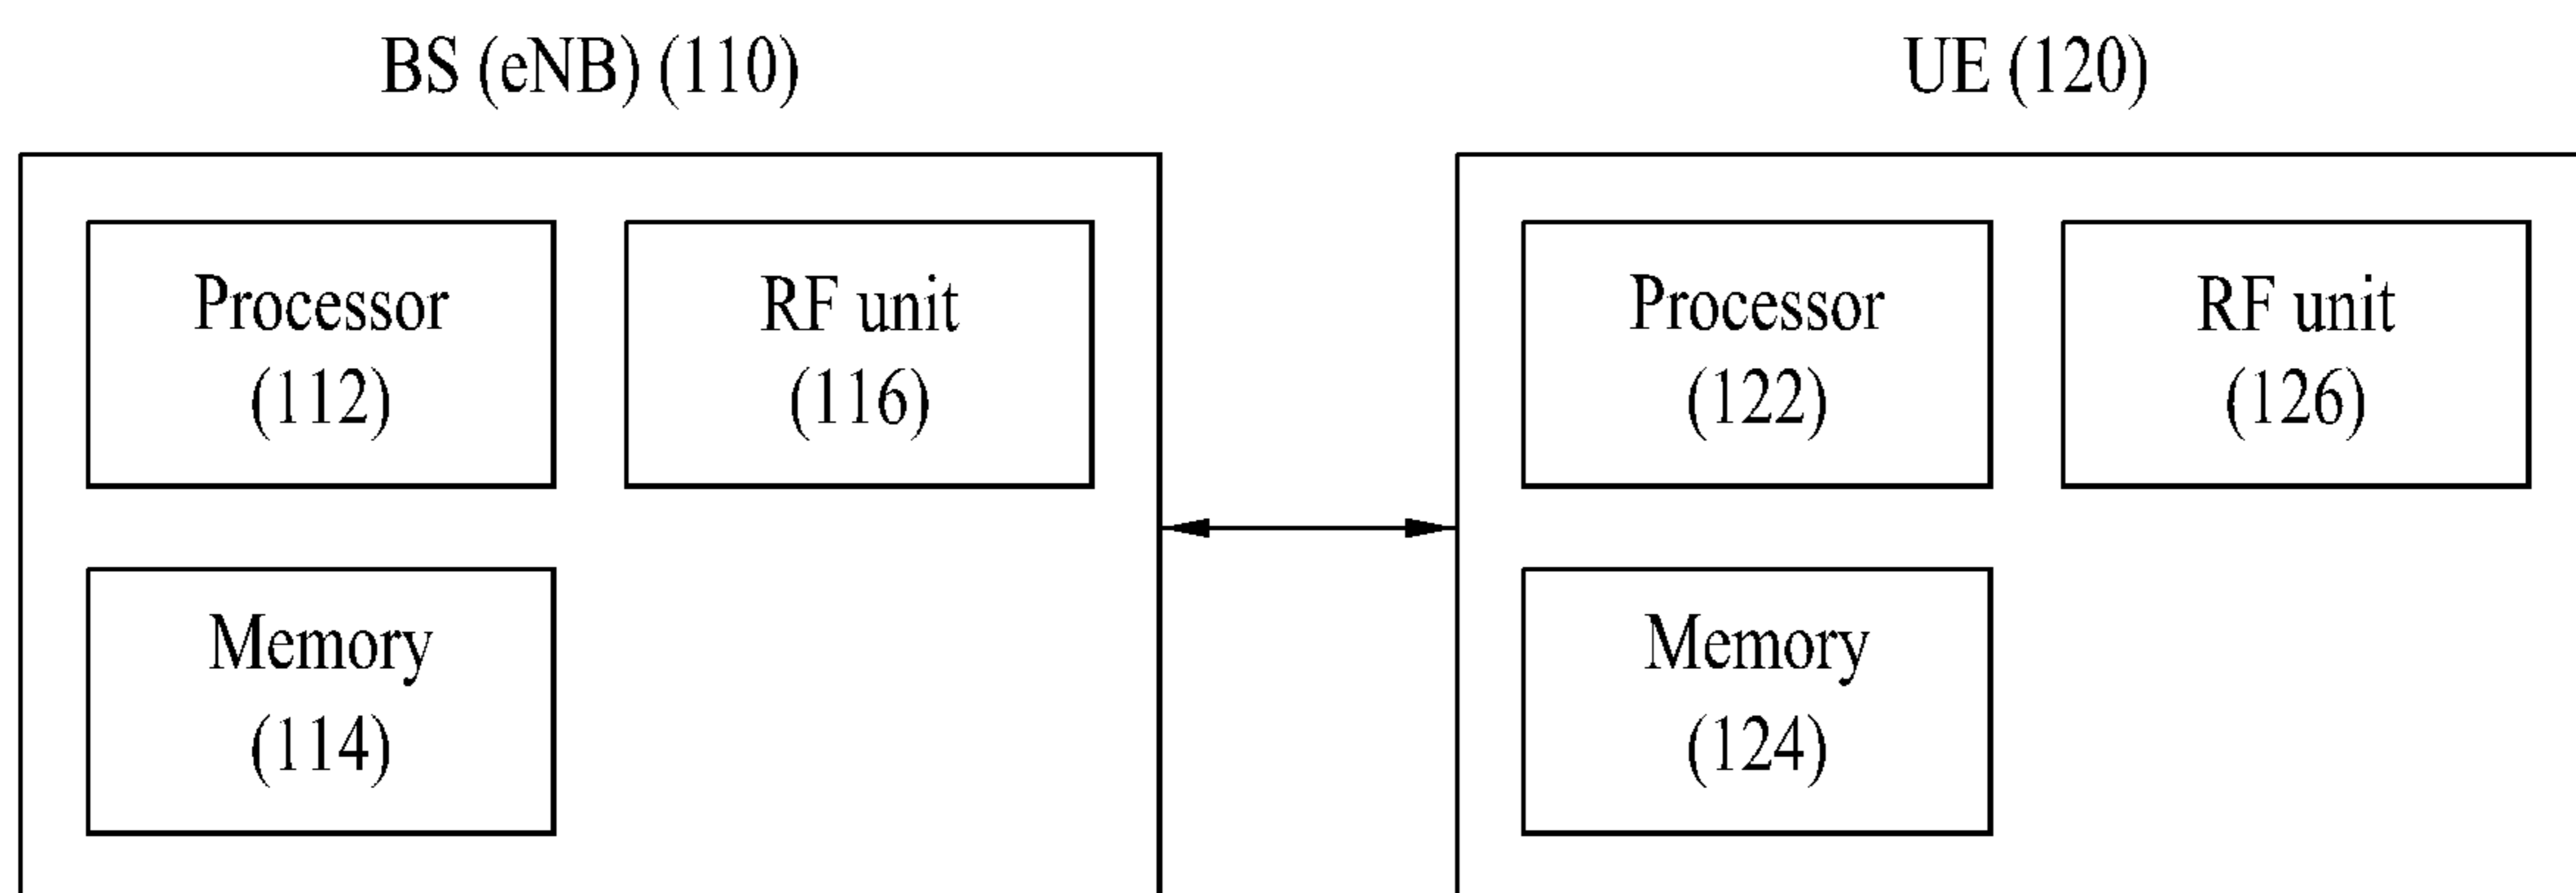 BS (eNB) (110)
Processor
(112)
RF unit
(116)
Memory
(114)
UE (120)
Processor
(122)
RF unit
(126)
Memory
(124)